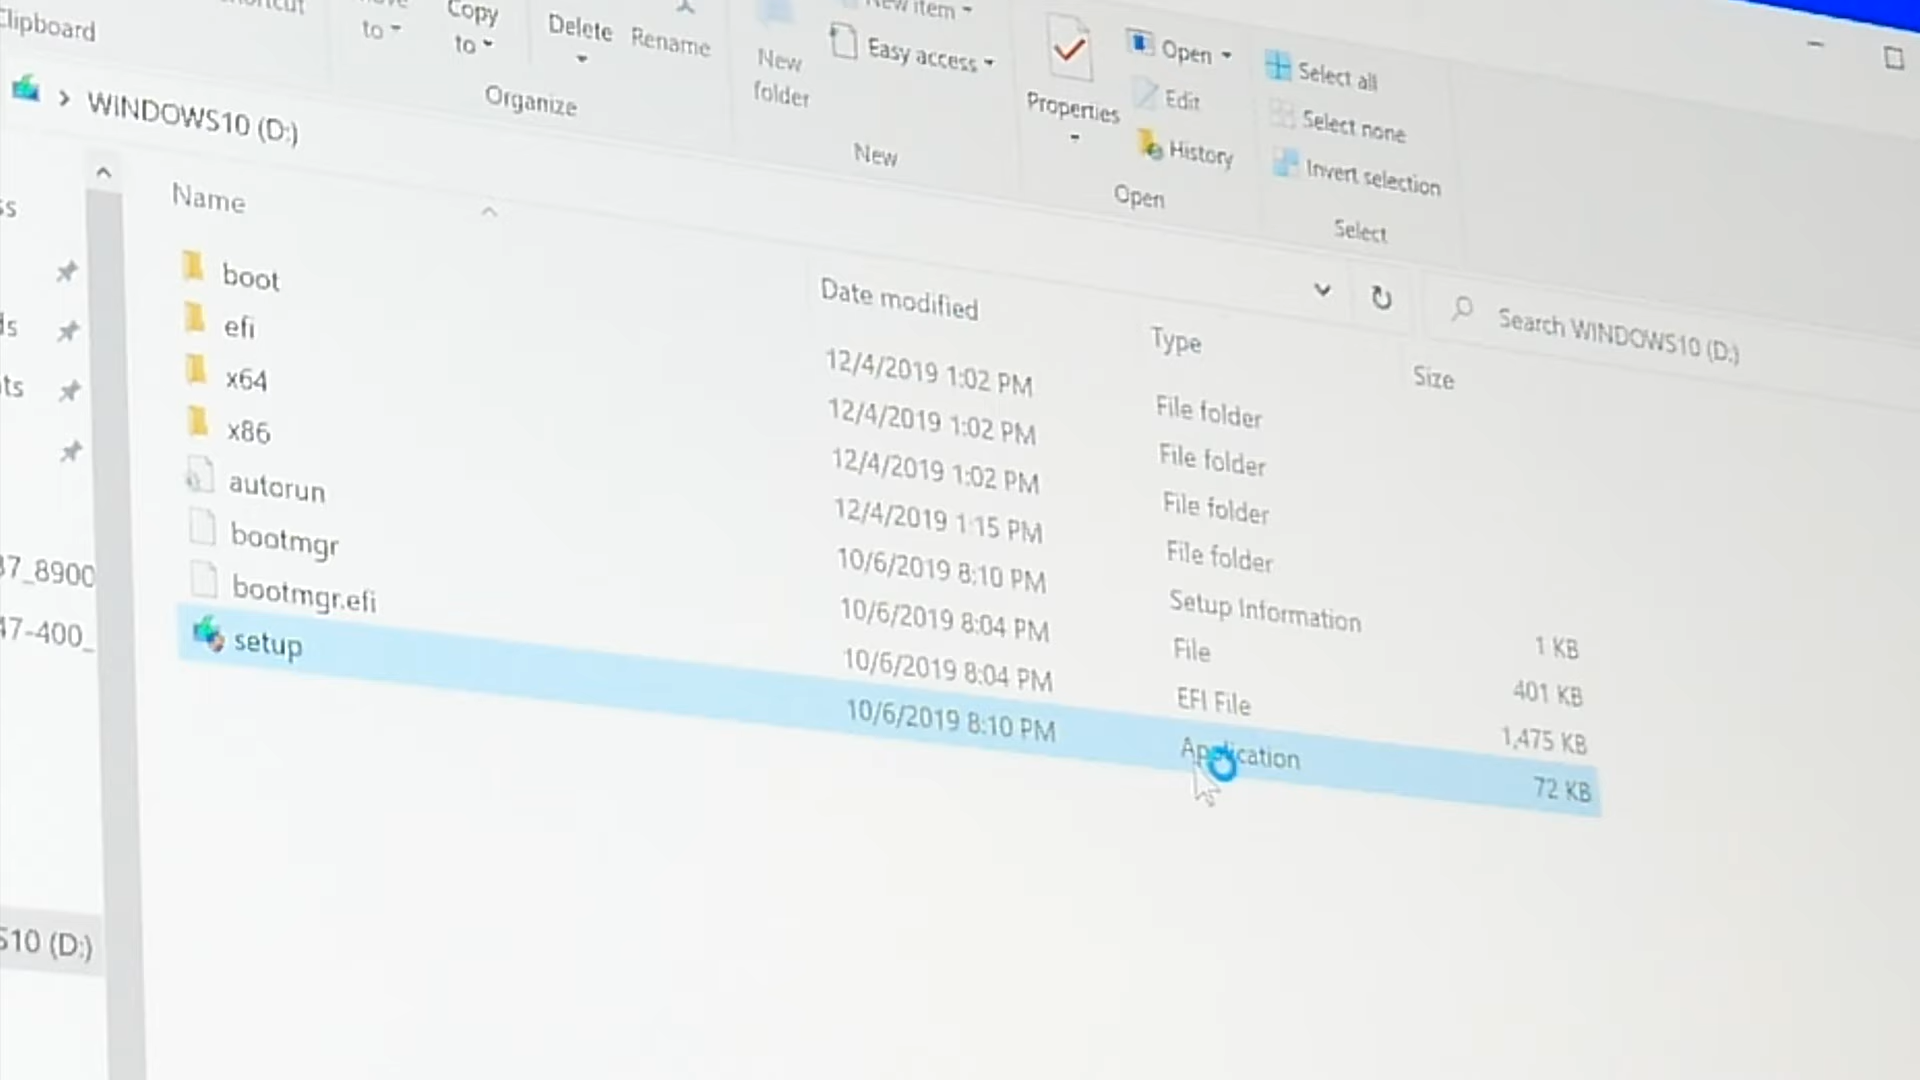 Clipboard
to
Copy
to
Delete
Rename
Organize
New
folder
New item
Easy access
New
Properties
Open
Edit
History
Open
Select all
Select none
Invert selection
Select
> WINDOWS10 (D:)
Search WINDOWS10 (D:)
Name Date modified Type Size
boot 12/4/2019 1:02 PM File folder
efi 12/4/2019 1:02 PM File folder
x64 12/4/2019 1:02 PM File folder
x86 12/4/2019 1:15 PM File folder
autorun 10/6/2019 8:10 PM Setup Information 1 KB
bootmgr 10/6/2019 8:04 PM File 401 KB
bootmgr.efi 10/6/2019 8:04 PM EFI File 1,475 KB
setup 10/6/2019 8:10 PM Application 72 KB
37_8900
47-400_
S10 (D:)